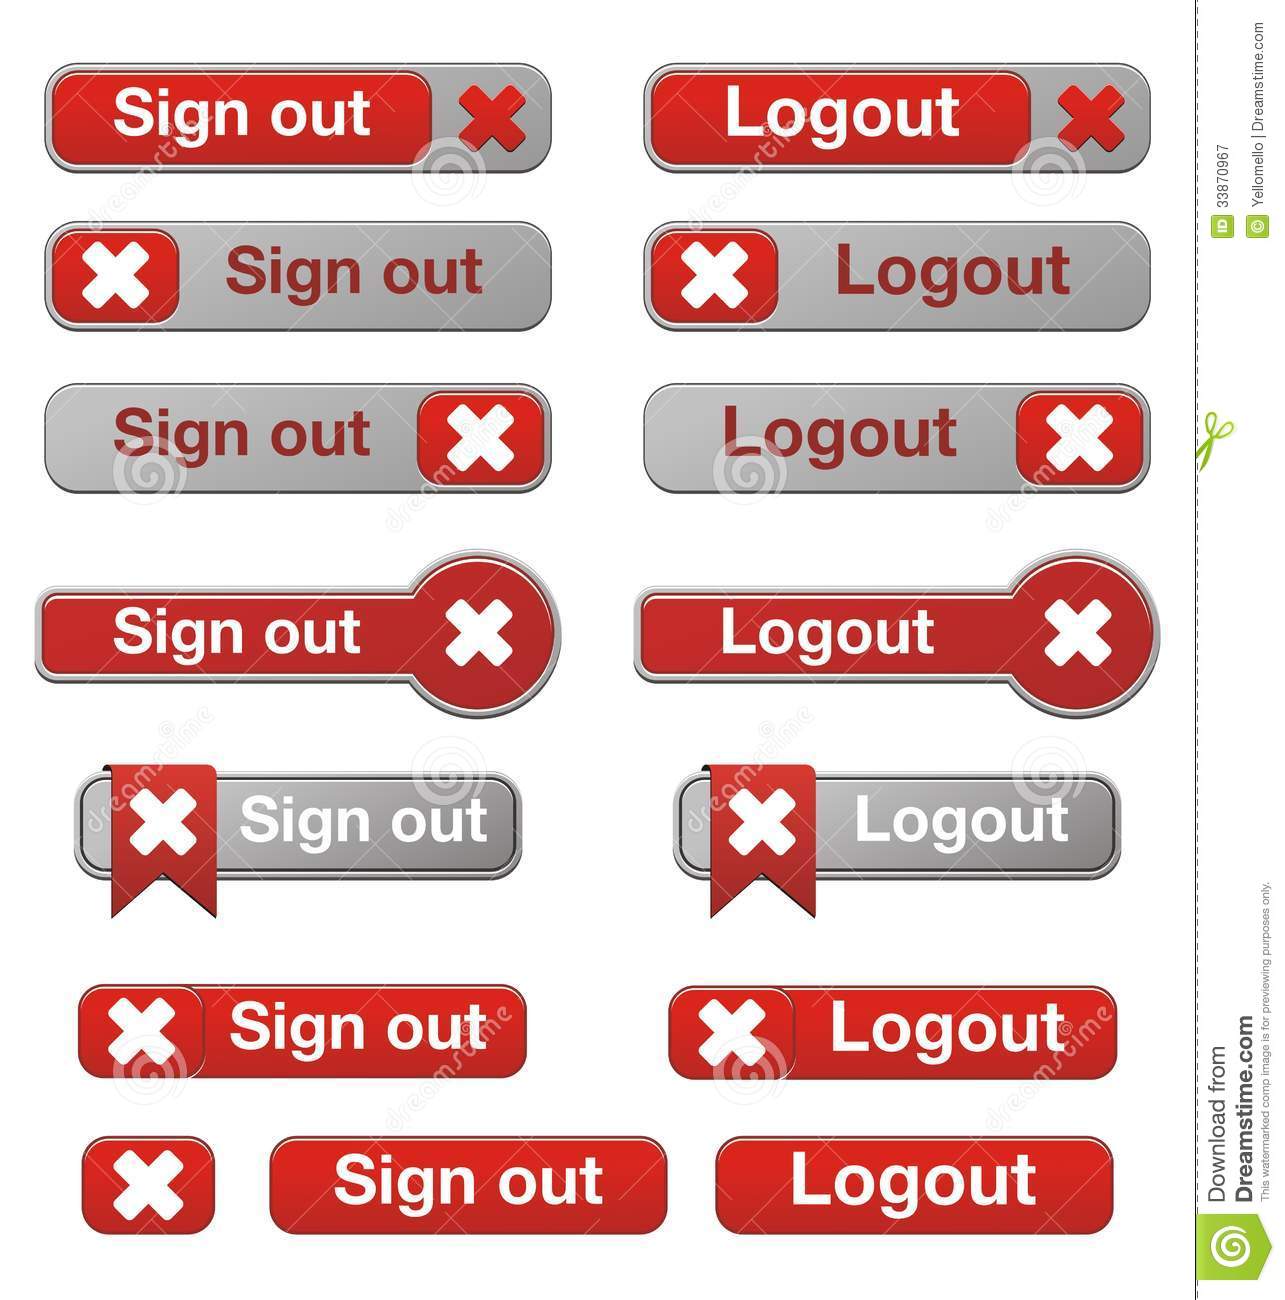 Sign out
Logout
Sign out
Logout
Sign out
Logout
Sign out
Logout
Sign out
Logout
Sign out
Logout
Sign out
Logout
dreamstime
ID 33870967
© Yellomello | Dreamstime.com
Download from
Dreamstime.com
This watermarked comp image is for previewing purposes only.